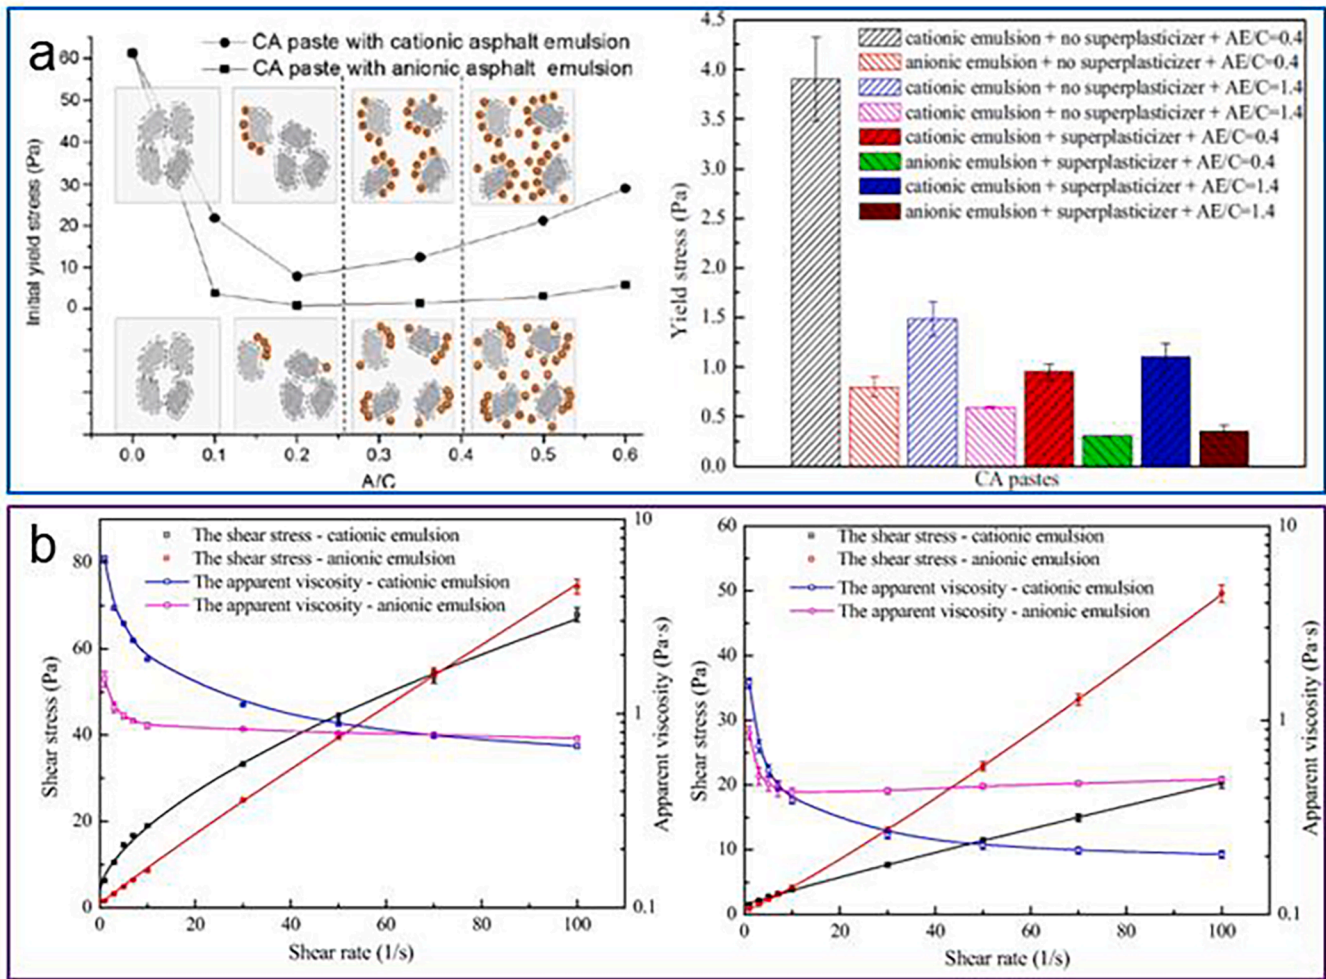 a
CA paste with cationic asphalt emulsion
CA paste with anionic asphalt emulsion
Initial yield stress (Pa)
60
50
40
30
20
10
0
0.0 0.1 0.2 0.3 0.4 0.5 0.6
A/C
4.5
4.0
3.5
3.0
2.5
2.0
1.5
1.0
0.5
0.0
Yield stress (Pa)
cationic emulsion + no superplasticizer + AE/C=0.4
anionic emulsion + no superplasticizer + AE/C=0.4
cationic emulsion + no superplasticizer + AE/C=1.4
cationic emulsion + no superplasticizer + AE/C=1.4
cationic emulsion + superplasticizer + AE/C=0.4
anionic emulsion + superplasticizer + AE/C=0.4
cationic emulsion + superplasticizer + AE/C=1.4
anionic emulsion + superplasticizer + AE/C=1.4
CA pastes
b
The shear stress - cationic emulsion
The shear stress - anionic emulsion
The apparent viscosity - cationic emulsion
The apparent viscosity - anionic emulsion
Shear stress (Pa)
80
60
40
20
0
0 20 40 60 80 100
Shear rate (1/s)
10
1
0.1
Apparent viscosity (Pa·s)
The shear stress - cationic emulsion
The shear stress - anionic emulsion
The apparent viscosity - cationic emulsion
The apparent viscosity - anionic emulsion
Shear stress (Pa)
60
50
40
30
20
10
0
0 20 40 60 80 100
Shear rate (1/s)
10
1
0.1
Apparent viscosity (Pa·s)